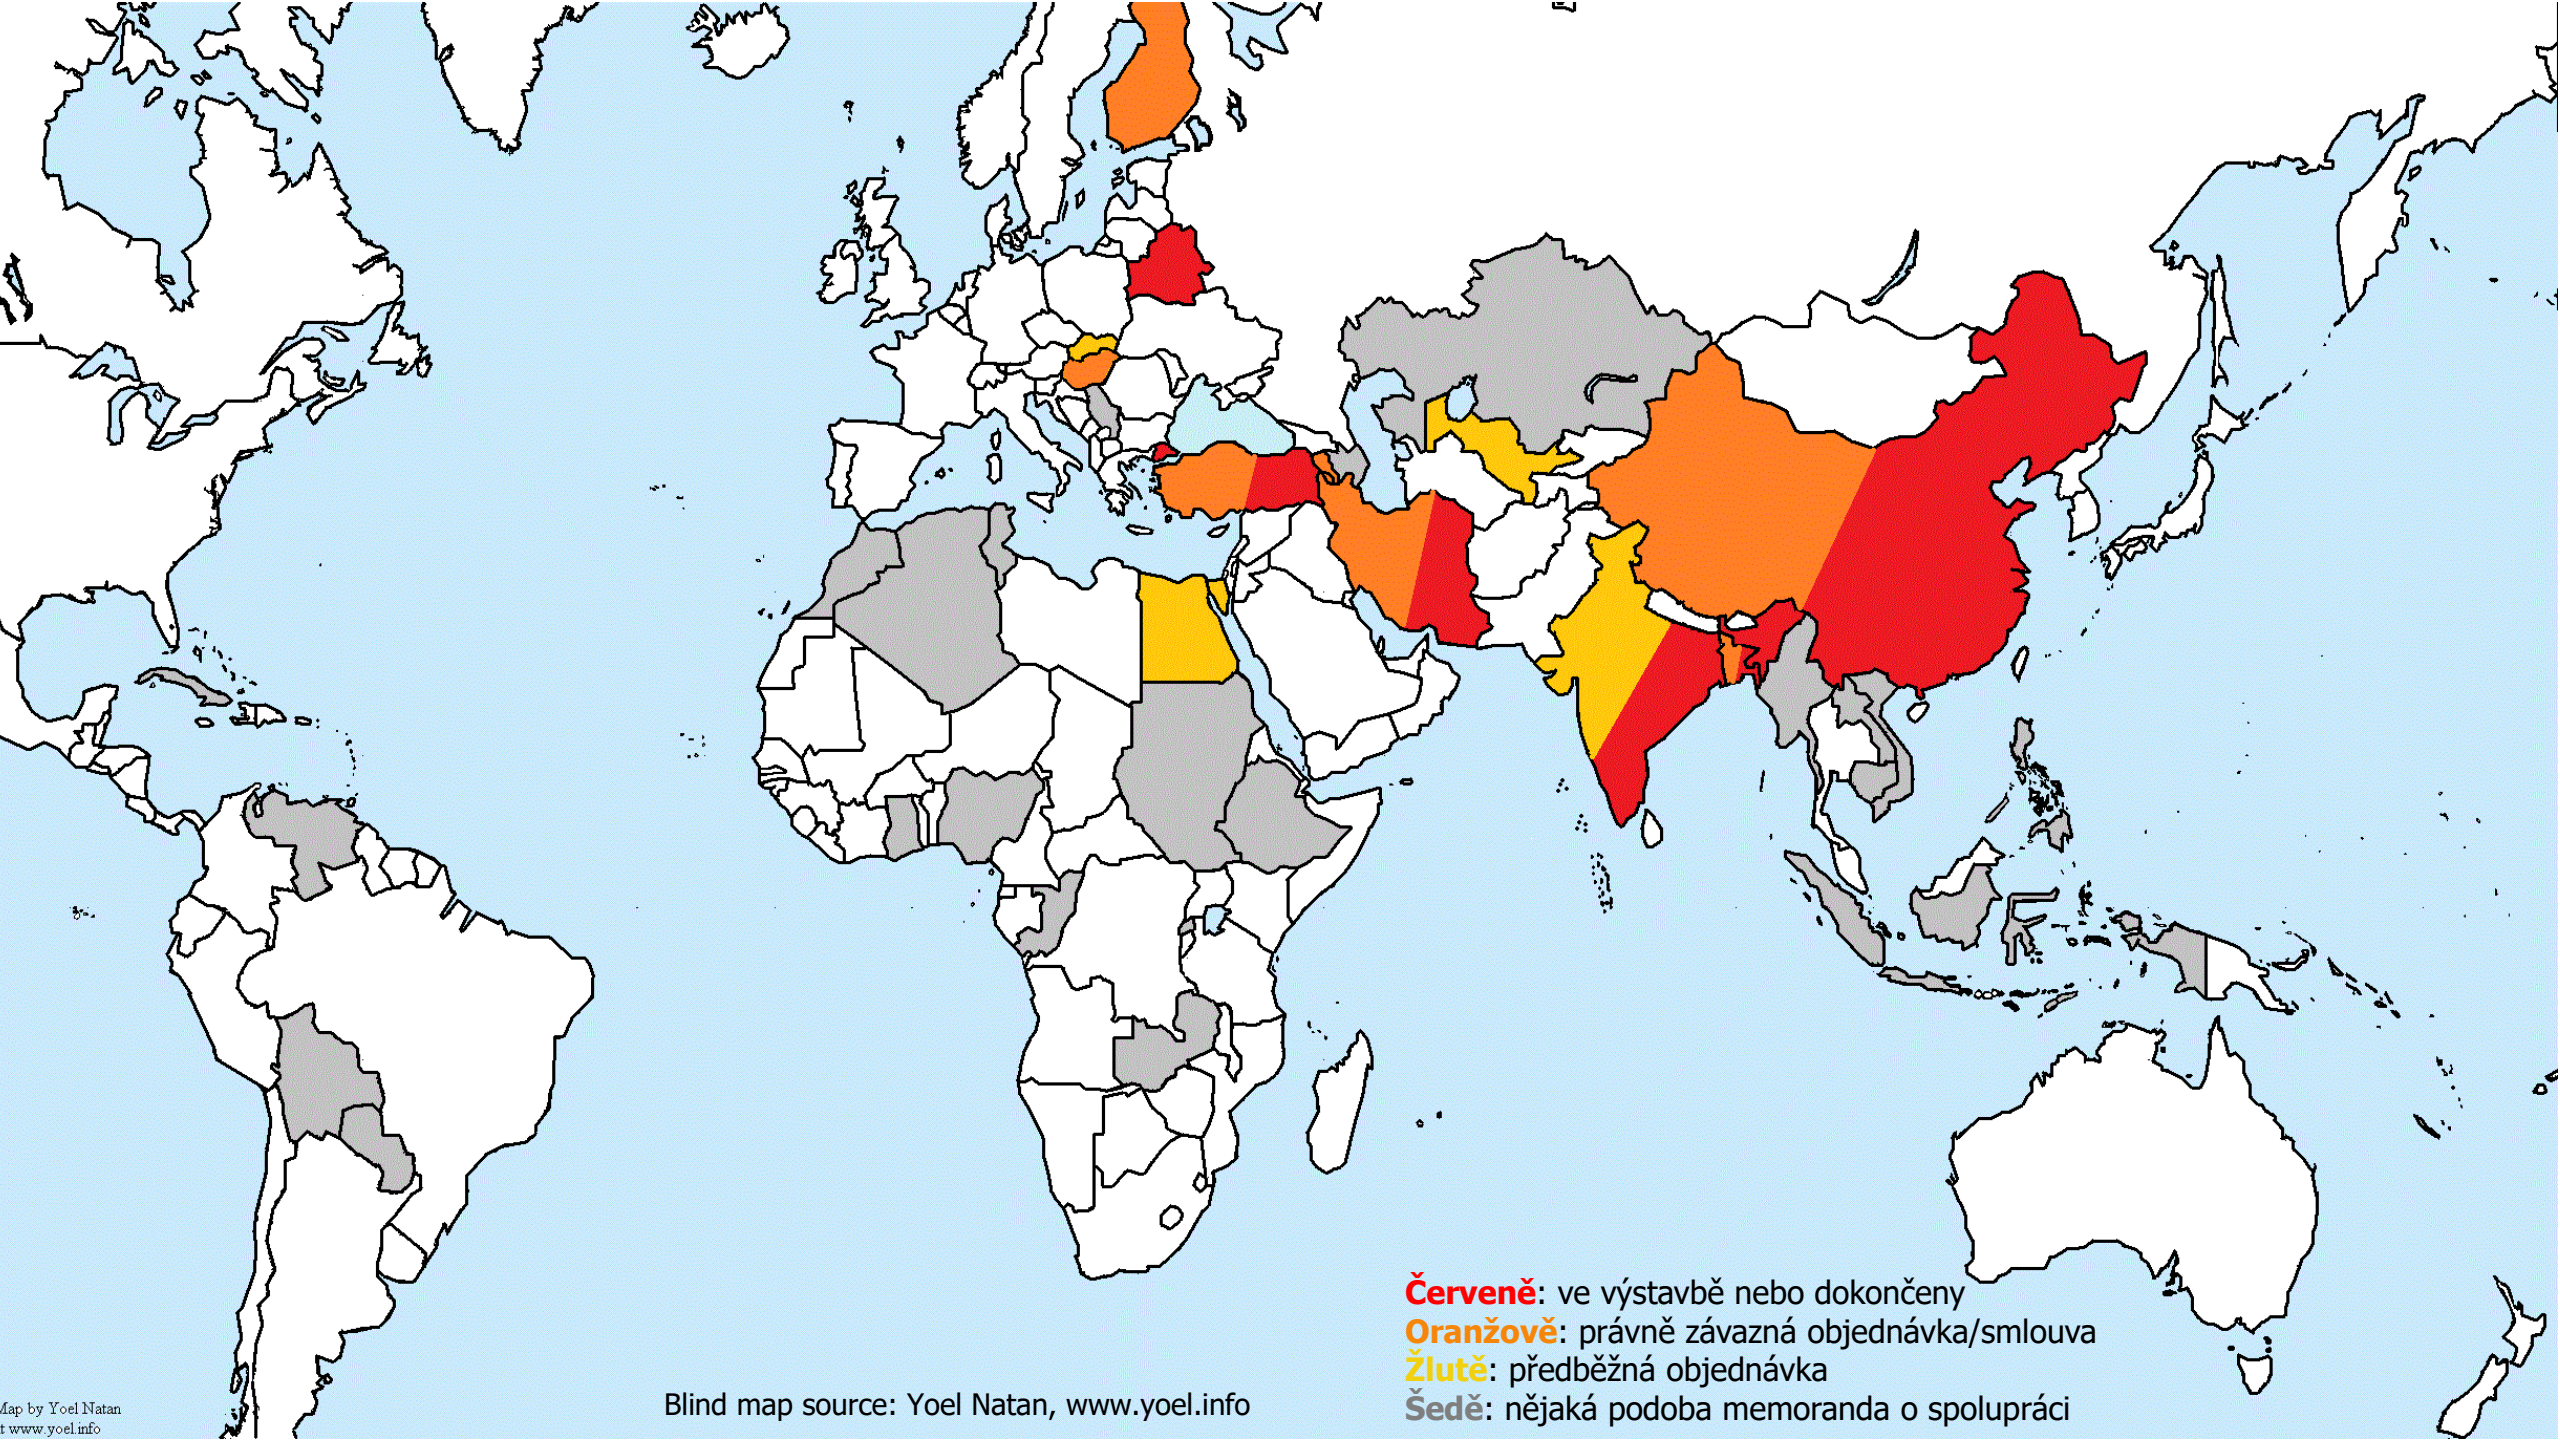 Červeně: ve výstavbě nebo dokončeny
Oranžově: právně závazná objednávka/smlouva
Žlutě: předběžná objednávka
Šedě: nějaká podoba memoranda o spolupráci
Blind map source: Yoel Natan, www.yoel.info
Map by Yoel Natan
t www.yoel.info